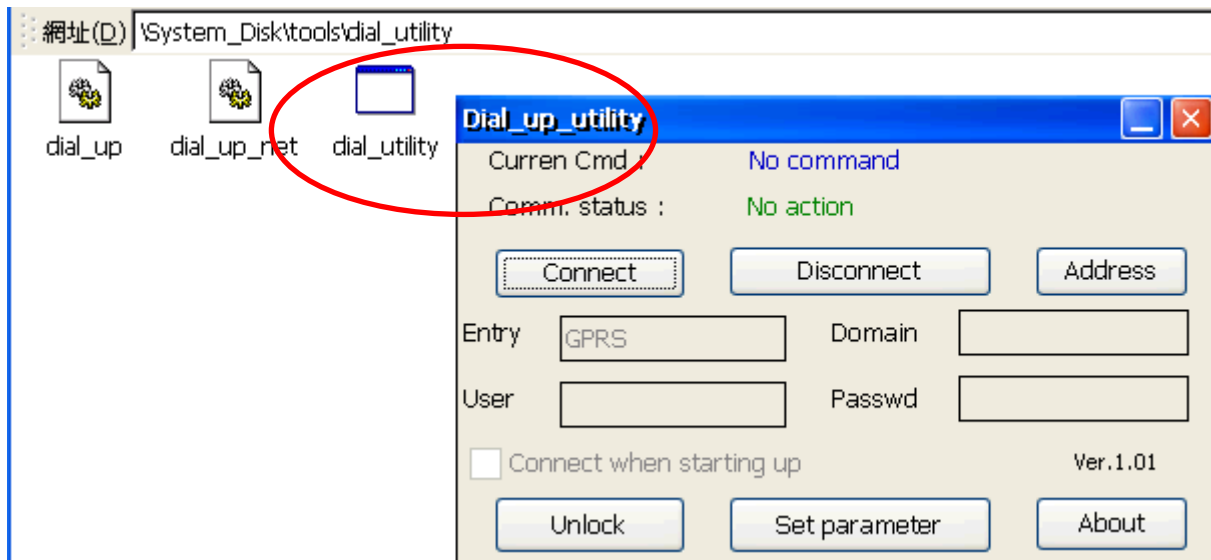 網址(D) \System_Disk\tools\dial_utility
dial_up dial_up_net dial_utility
Dial_up_utility
Curren Cmd : No command
Comm. status : No action
Connect Disconnect Address
Entry GPRS Domain
User Passwd
Connect when starting up Ver.1.01
Unlock Set parameter About